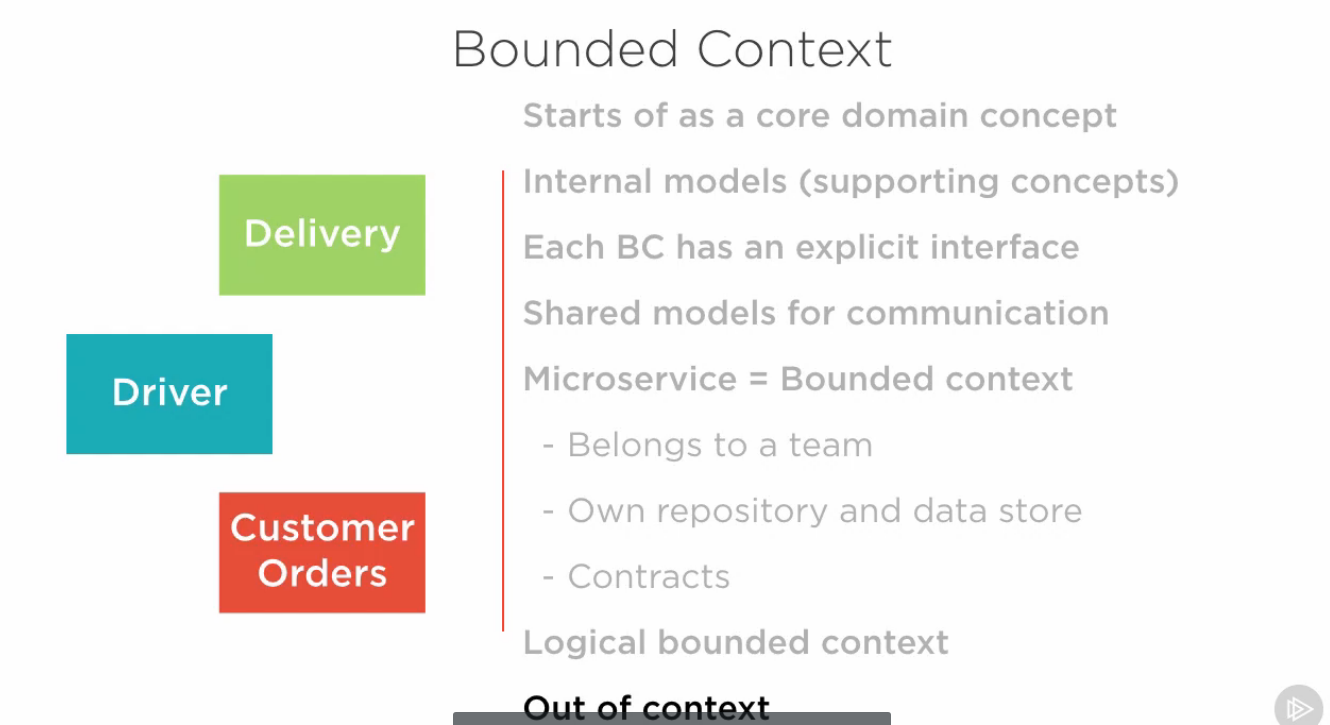 Bounded Context
Starts of as a core domain concept
Internal models (supporting concepts)
Each BC has an explicit interface
Shared models for communication
Microservice = Bounded context
- Belongs to a team
- Own repository and data store
- Contracts
Logical bounded context
Out of context
Delivery
Driver
Customer
Orders